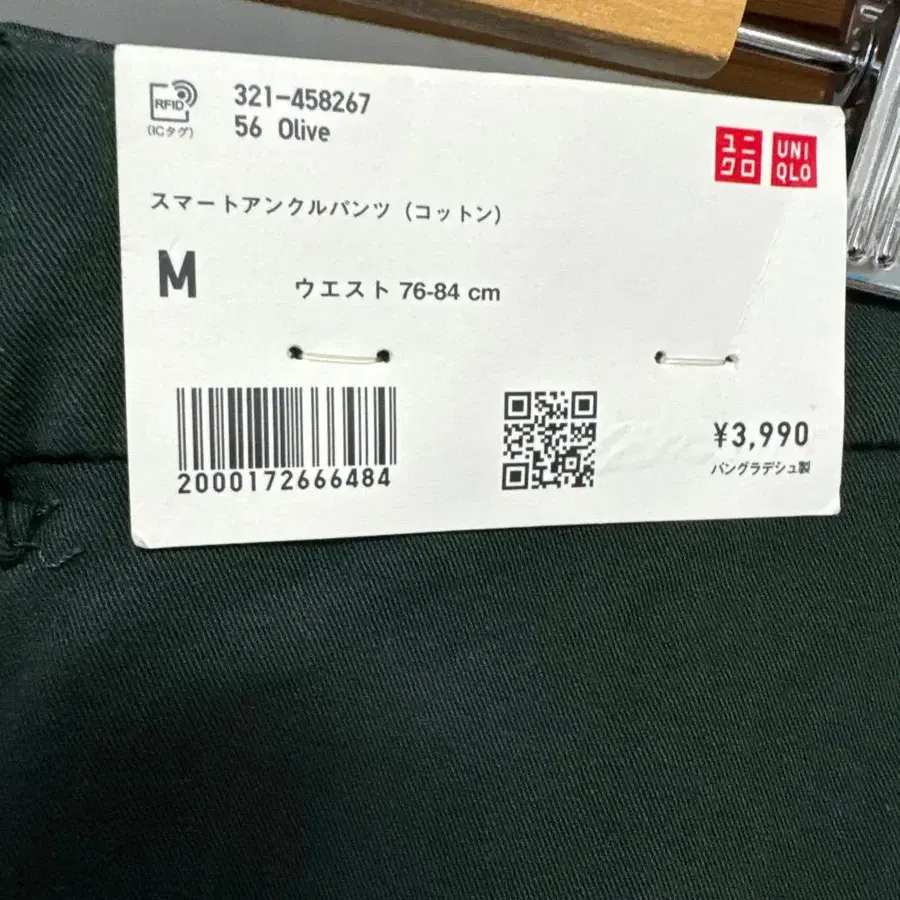 RFID
(ICタグ)
321-458267
56 Olive
ユニ
クロ
UNI
QLO
スマートアンクルパンツ (コットン)
M
ウエスト 76-84 cm
2000172666484
¥3,990
バングラデシュ製